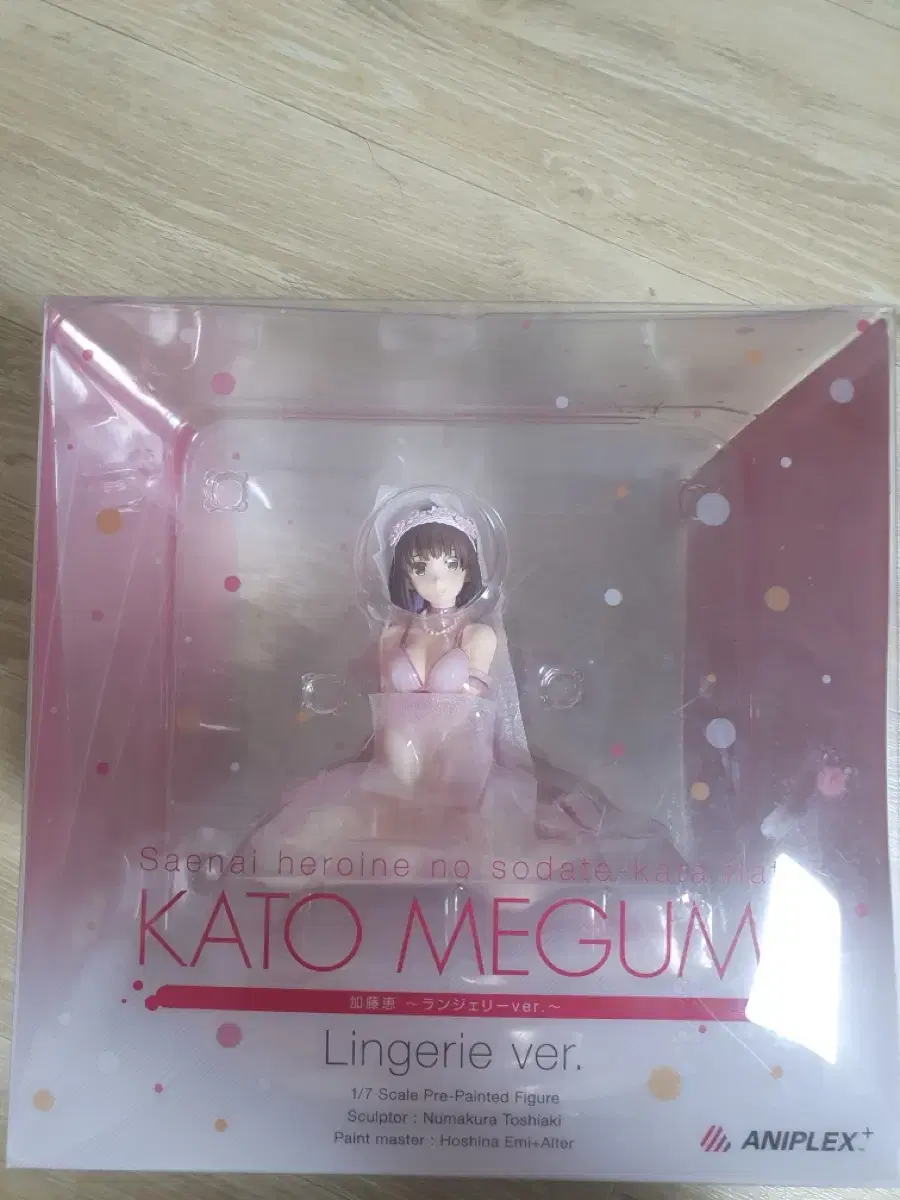 Saenai heroine no sodate kata
KATO MEGUM
加藤恵 ～ランジェリーver.～
Lingerie ver.
1/7 Scale Pre-Painted Figure
Sculptor : Numakura Toshiaki
Paint master : Hoshina Emi+Alter
ANIPLEX+